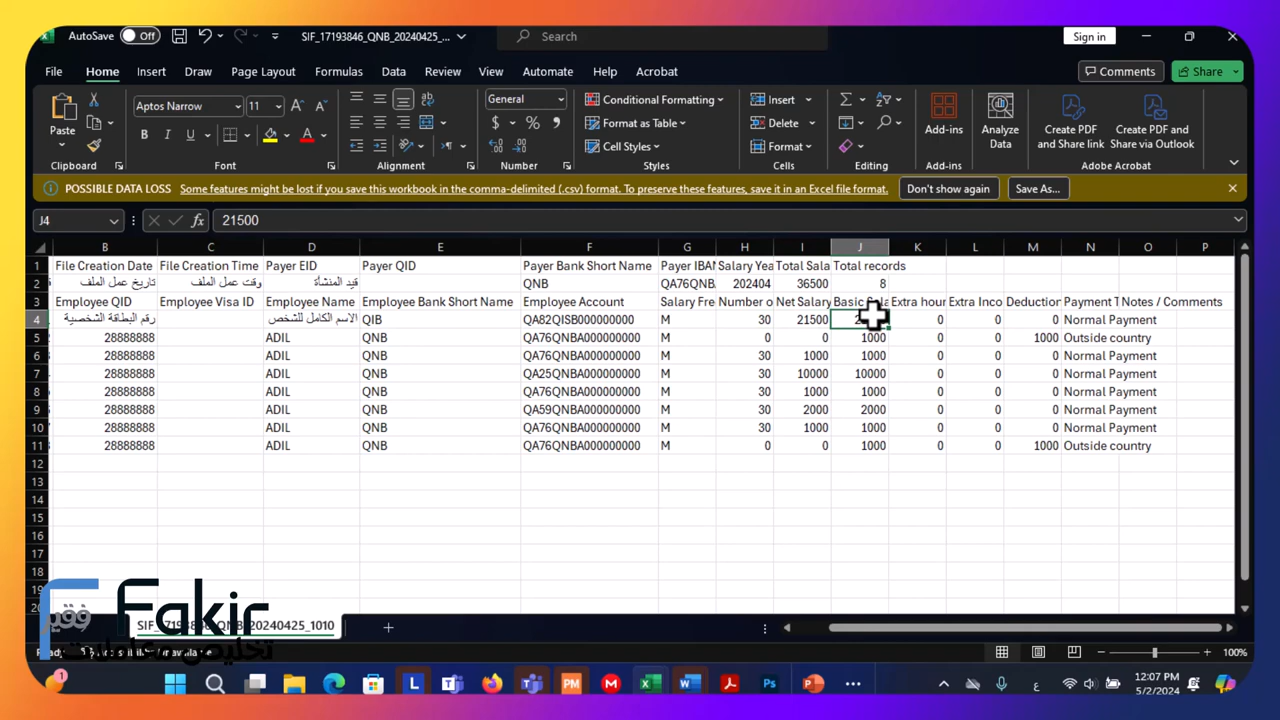 AutoSave Off SIF_17193846_QNB_20240425_... Search Sign in
File Home Insert Draw Page Layout Formulas Data Review View Automate Help Acrobat Comments Share
Paste Aptos Narrow 11 General Conditional Formatting Insert
Format as Table Delete
Cell Styles Format
Add-ins Analyze Data Create PDF and Share link Create PDF and Share via Outlook
Clipboard Font Alignment Number Styles Cells Editing Add-ins Adobe Acrobat
POSSIBLE DATA LOSS Some features might be lost if you save this workbook in the comma-delimited (.csv) format. To preserve these features, save it in an Excel file format. Don't show again Save As...
J4 21500
B C D E F G H I J K L M N O P
1 File Creation Date File Creation Time Payer EID Payer QID Payer Bank Short Name Payer IBAN Salary Yea Total Sala Total records
2 تاريخ عمل الملف وقت عمل الملف قيد المنشأة QNB QA76QNBA 202404 36500 8
3 Employee QID Employee Visa ID Employee Name Employee Bank Short Name Employee Account Salary Fre Number o Net Salary Basic Sala Extra hour Extra Inco Deduction Payment T Notes / Comments
4 رقم البطاقة الشخصية الاسم الكامل للشخص QIB QA82QISB000000000 M 30 21500 0 0 0 Normal Payment
5 28888888 ADIL QNB QA76QNBA000000000 M 0 0 1000 0 0 1000 Outside country
6 28888888 ADIL QNB QA76QNBA000000000 M 30 1000 1000 0 0 0 Normal Payment
7 28888888 ADIL QNB QA25QNBA000000000 M 30 10000 10000 0 0 0 Normal Payment
8 28888888 ADIL QNB QA76QNBA000000000 M 30 1000 1000 0 0 0 Normal Payment
9 28888888 ADIL QNB QA59QNBA000000000 M 30 2000 2000 0 0 0 Normal Payment
10 28888888 ADIL QNB QA76QNBA000000000 M 30 1000 1000 0 0 0 Normal Payment
11 28888888 ADIL QNB QA76QNBA000000000 M 0 0 1000 0 0 1000 Outside country
12
13
14
15
16
17
18
19
20
Fakir
فقير
تخليص معاملات
100%
12:07 PM
5/2/2024